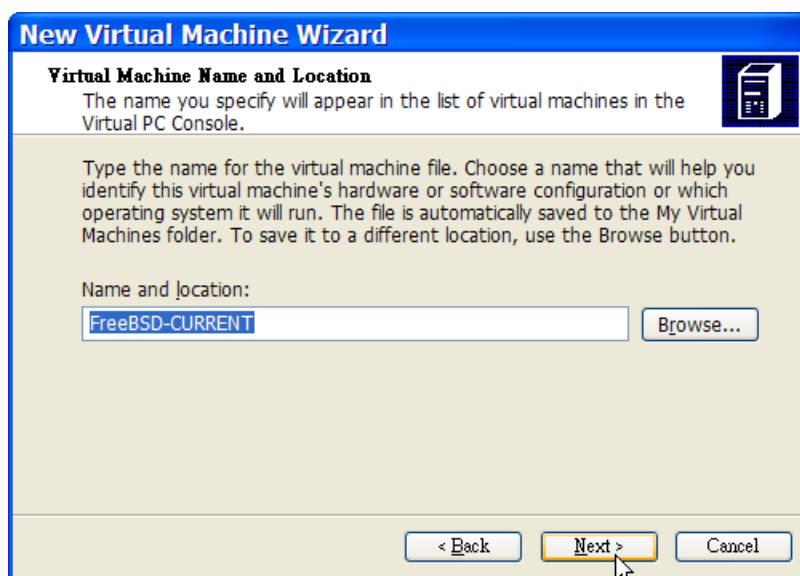 New Virtual Machine Wizard
Virtual Machine Name and Location
The name you specify will appear in the list of virtual machines in the
Virtual PC Console.
Type the name for the virtual machine file. Choose a name that will help you
identify this virtual machine's hardware or software configuration or which
operating system it will run. The file is automatically saved to the My Virtual
Machines folder. To save it to a different location, use the Browse button.
Name and location:
FreeBSD-CURRENT
Browse...
< Back
Next >
Cancel